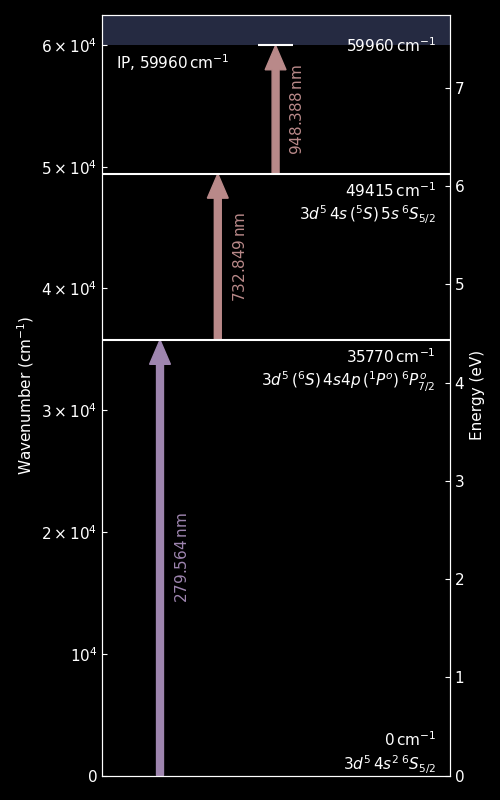 6 × 10⁴
59960 cm⁻¹
IP, 59960 cm⁻¹
7
948.388 nm
5 × 10⁴
6
49415 cm⁻¹
3d⁵ 4s (⁵S) 5s ⁶S₅/₂
732.849 nm
5
4 × 10⁴
35770 cm⁻¹
3d⁵ (⁶S) 4s4p (¹Pᵒ) ⁶Pᵒ₇/₂
4
Wavenumber (cm⁻¹)
Energy (eV)
3 × 10⁴
3
2 × 10⁴
279.564 nm
2
10⁴
1
0 cm⁻¹
3d⁵ 4s² ⁶S₅/₂
0
0